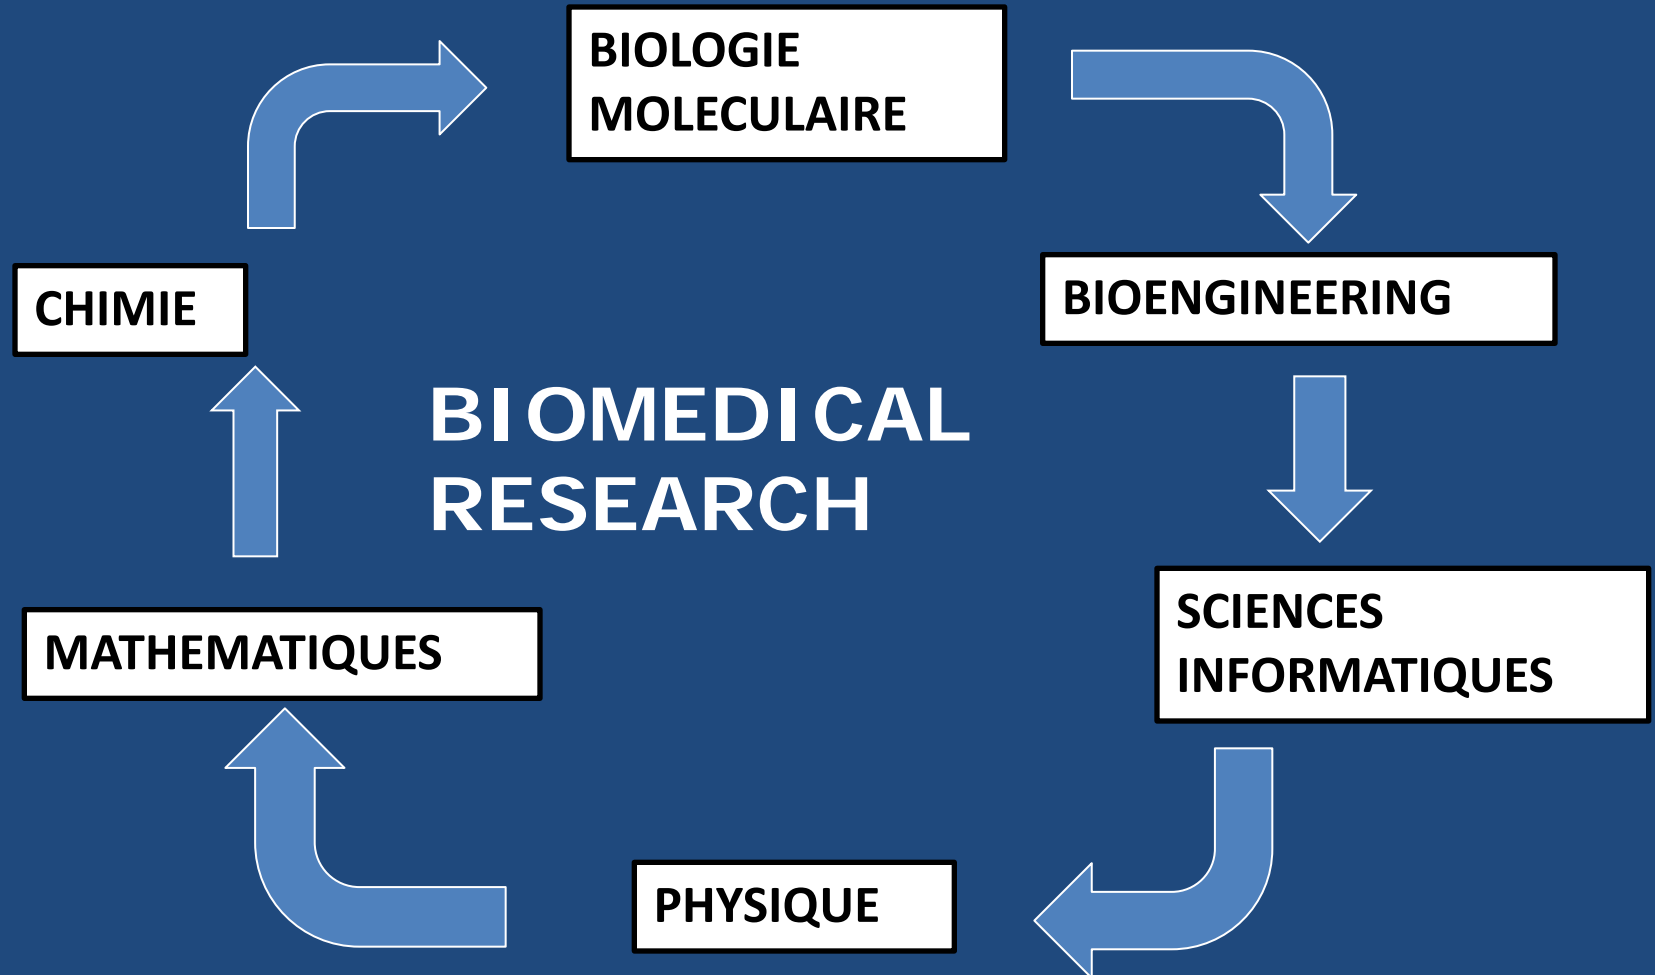 BIOLOGIE
MOLECULAIRE
BIOENGINEERING
CHIMIE
BIOMEDICAL
RESEARCH
SCIENCES
INFORMATIQUES
MATHEMATIQUES
PHYSIQUE